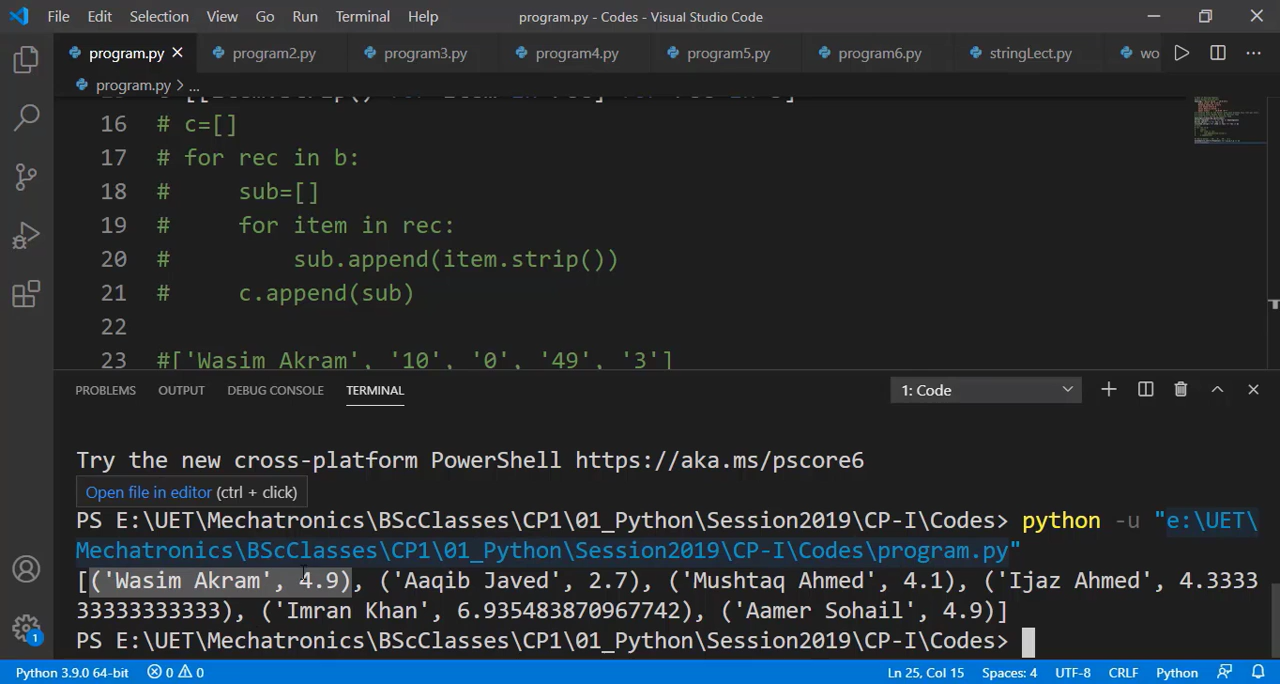 File Edit Selection View Go Run Terminal Help program.py - Codes - Visual Studio Code
program.py program2.py program3.py program4.py program5.py program6.py stringLect.py wo
program.py > ...
16 # c=[]
17 # for rec in b:
18 # sub=[]
19 # for item in rec:
20 # sub.append(item.strip())
21 # c.append(sub)
22
23 #['Wasim Akram', '10', '0', '49', '3']
PROBLEMS OUTPUT DEBUG CONSOLE TERMINAL 1: Code
Try the new cross-platform PowerShell https://aka.ms/pscore6
Open file in editor (ctrl + click)
PS E:\UET\Mechatronics\BScClasses\CP1\01_Python\Session2019\CP-I\Codes> python -u "e:\UET\
Mechatronics\BScClasses\CP1\01_Python\Session2019\CP-I\Codes\program.py"
[('Wasim Akram', 4.9), ('Aaqib Javed', 2.7), ('Mushtaq Ahmed', 4.1), ('Ijaz Ahmed', 4.3333
33333333333), ('Imran Khan', 6.935483870967742), ('Aamer Sohail', 4.9)]
PS E:\UET\Mechatronics\BScClasses\CP1\01_Python\Session2019\CP-I\Codes>
1
Python 3.9.0 64-bit 0 0 Ln 25, Col 15 Spaces: 4 UTF-8 CRLF Python